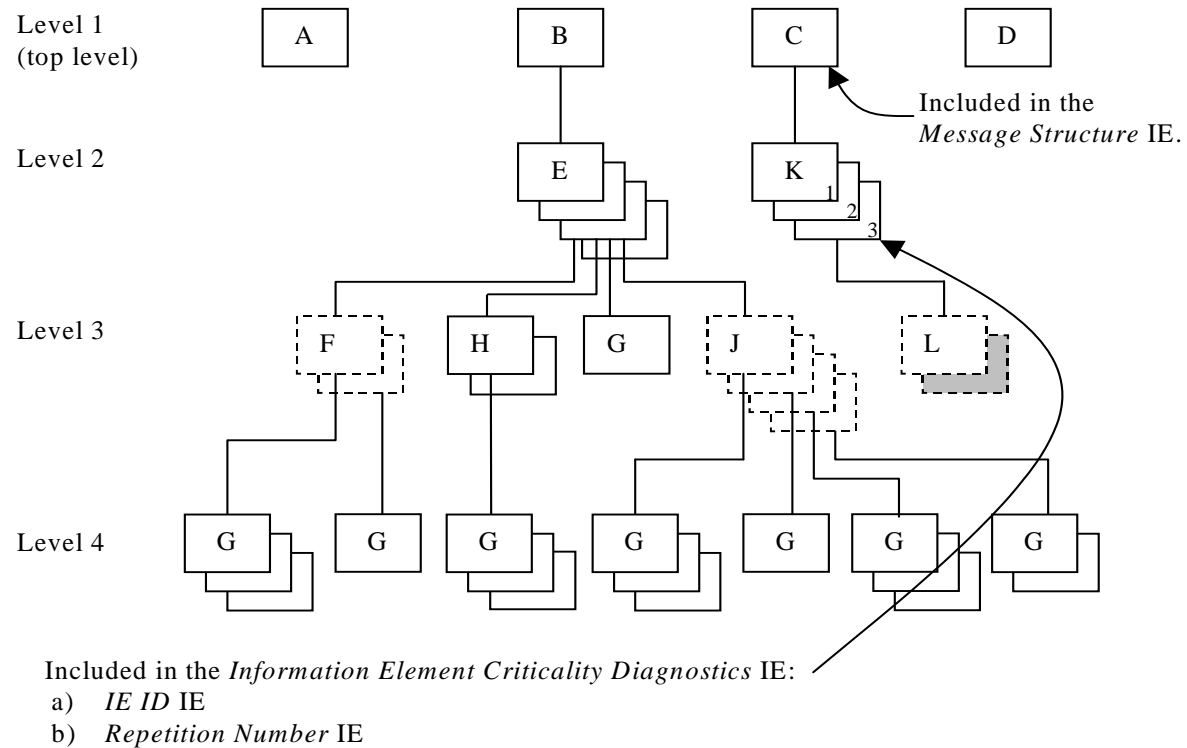 Level 1
(top level)
A
B
C
D
Included in the
Message Structure IE.
Level 2
E
K
1
2
3
Level 3
F
H
G
J
L
Level 4
G
G
G
G
G
G
G
Included in the Information Element Criticality Diagnostics IE:
a) IE ID IE
b) Repetition Number IE